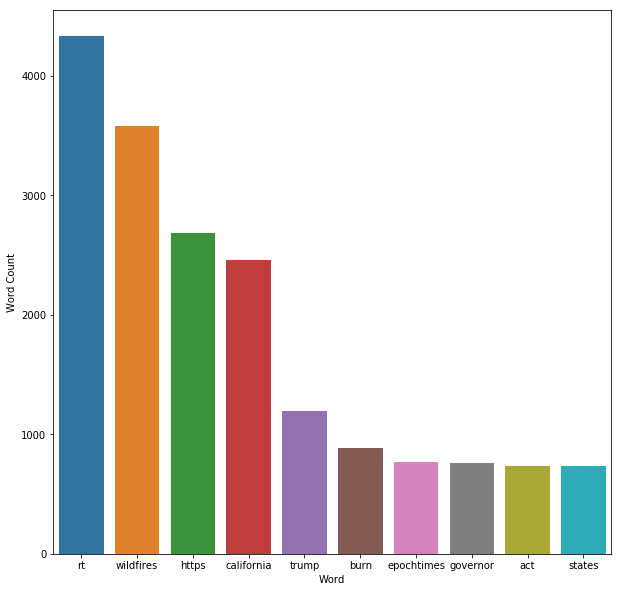 4000
3000
2000
1000
0
Word Count
rt wildfires https california trump burn epochtimes governor act states
Word